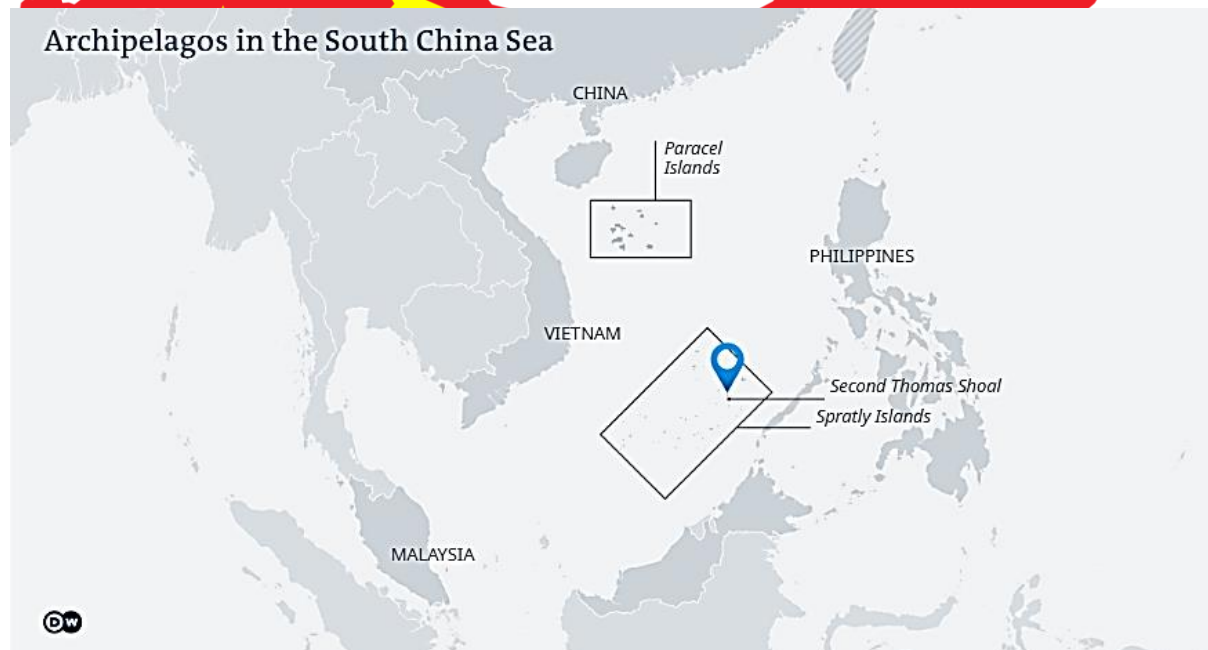 Archipelagos in the South China Sea
CHINA
Paracel
Islands
PHILIPPINES
VIETNAM
Second Thomas Shoal
Spratly Islands
MALAYSIA
DW